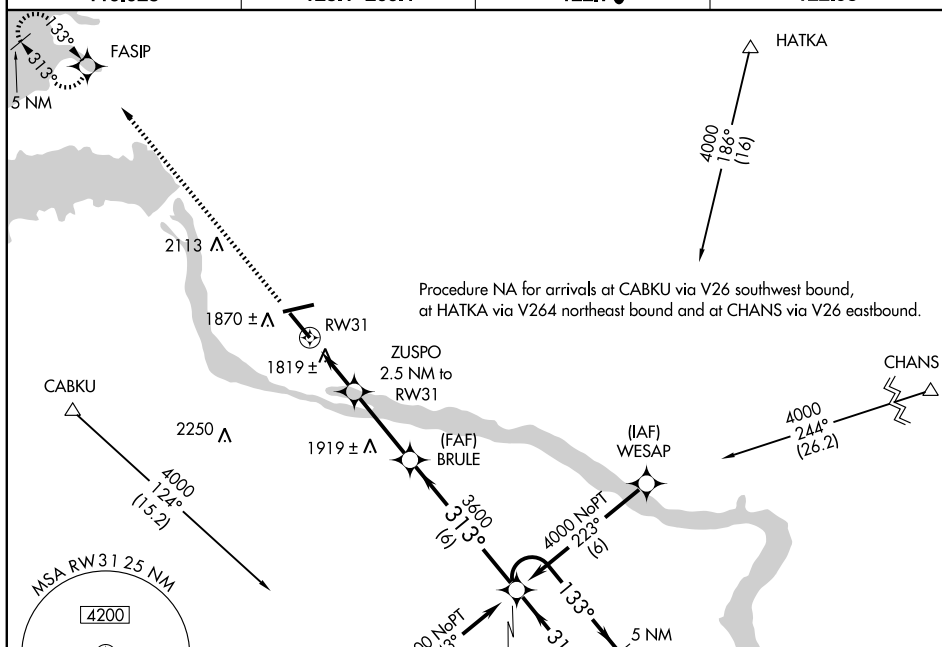 133°
313°
FASIP
5 NM
HATKA
4000
186°
(16)
2113
Procedure NA for arrivals at CABKU via V26 southwest bound,
at HATKA via V264 northeast bound and at CHANS via V26 eastbound.
1870 ±
RW31
1819 ±
ZUSPO
2.5 NM to
RW31
CHANS
4000
244°
(26.2)
CABKU
2250
1919 ±
(FAF)
BRULE
(IAF)
WESAP
4000
124°
(15.2)
3600
313°
(6)
4000 NoPT
223°
(6)
MSA RW31 25 NM
4200
133°
NoPT
5 NM